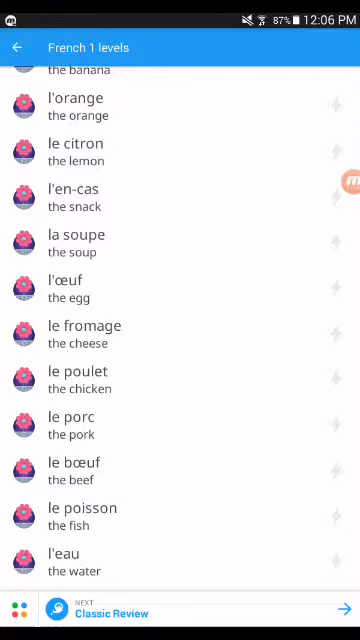 87% 12:06 PM
French 1 levels
the banana
l'orange
the orange
le citron
the lemon
l'en-cas
the snack
la soupe
the soup
l'œuf
the egg
le fromage
the cheese
le poulet
the chicken
le porc
the pork
le bœuf
the beef
le poisson
the fish
l'eau
the water
NEXT
Classic Review